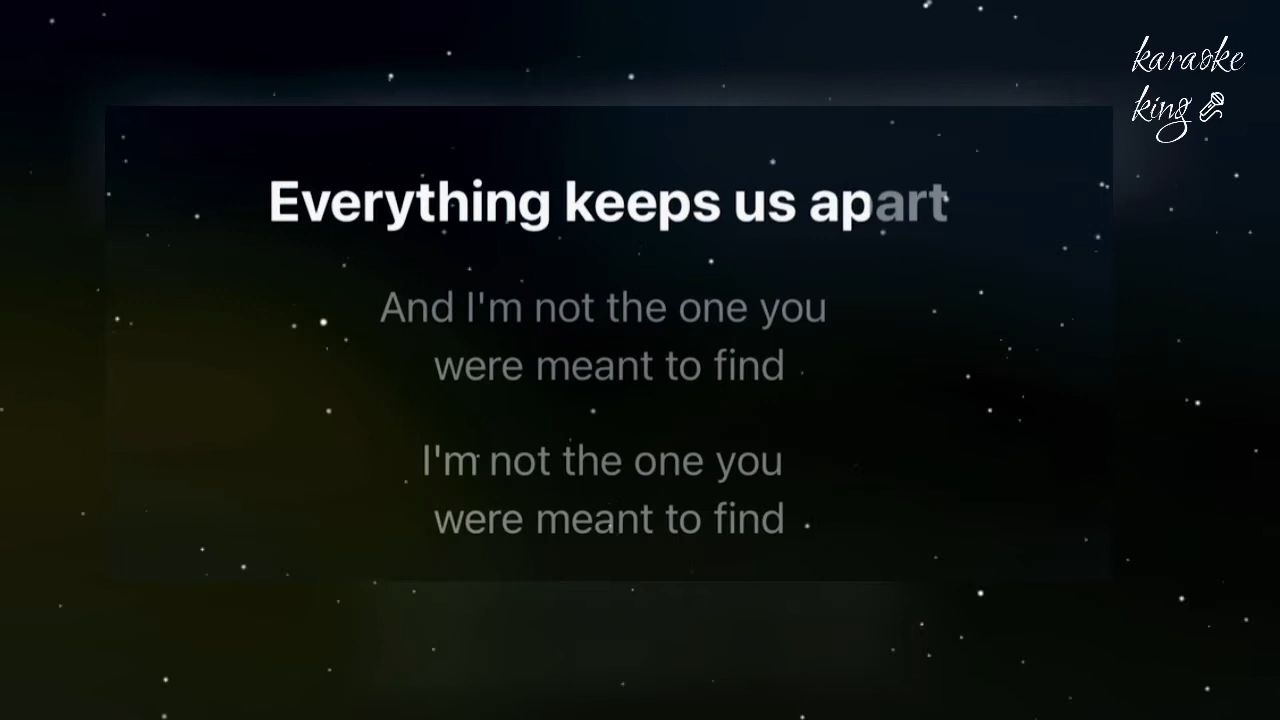 karaoke
king
Everything keeps us apart
And I'm not the one you
were meant to find
I'm not the one you
were meant to find